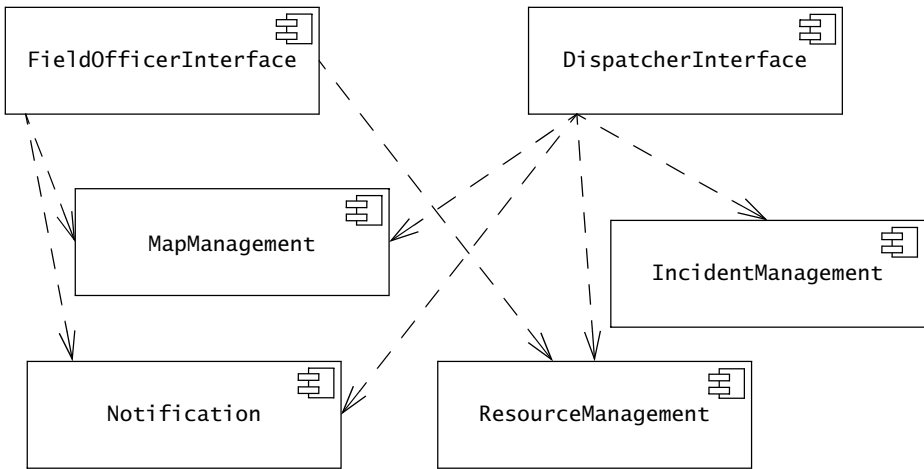 FieldOfficerInterface
DispatcherInterface
MapManagement
IncidentManagement
Notification
ResourceManagement